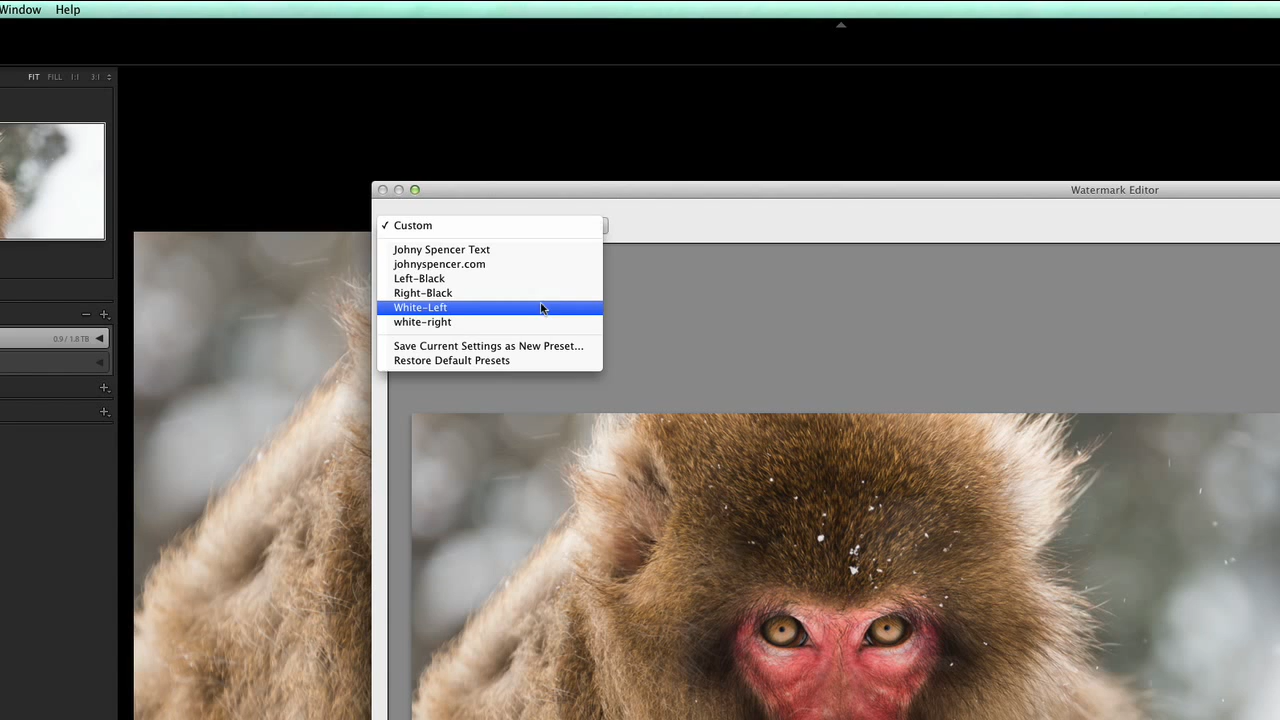 Window Help
FIT FILL 1:1 3:1
Watermark Editor
✓ Custom
Johny Spencer Text
johnyspencer.com
Left-Black
Right-Black
White-Left
white-right
0.9 / 1.8 TB
Save Current Settings as New Preset...
Restore Default Presets